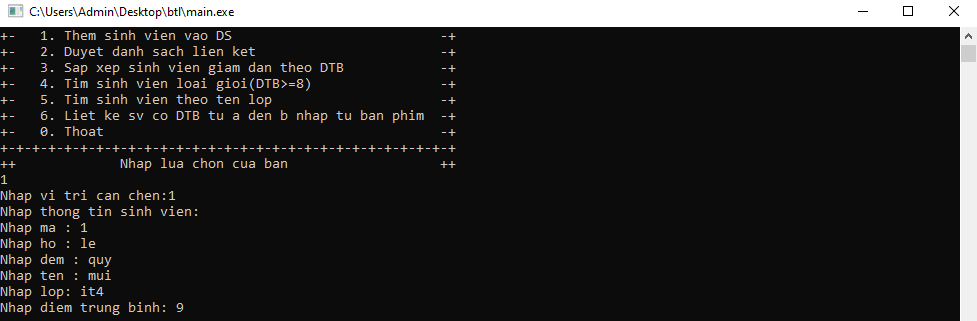 C:\Users\Admin\Desktop\btl\main.exe
+- 1. Them sinh vien vao DS -+
+- 2. Duyet danh sach lien ket -+
+- 3. Sap xep sinh vien giam dan theo DTB -+
+- 4. Tim sinh vien loai gioi(DTB>=8) -+
+- 5. Tim sinh vien theo ten lop -+
+- 6. Liet ke sv co DTB tu a den b nhap tu ban phim -+
+- 0. Thoat -+
+-+-+-+-+-+-+-+-+-+-+-+-+-+-+-+-+-+-+-+-+-+-+-+-+-+-+-+-+
++ Nhap lua chon cua ban ++
1
Nhap vi tri can chen:1
Nhap thong tin sinh vien:
Nhap ma : 1
Nhap ho : le
Nhap dem : quy
Nhap ten : mui
Nhap lop: it4
Nhap diem trung binh: 9